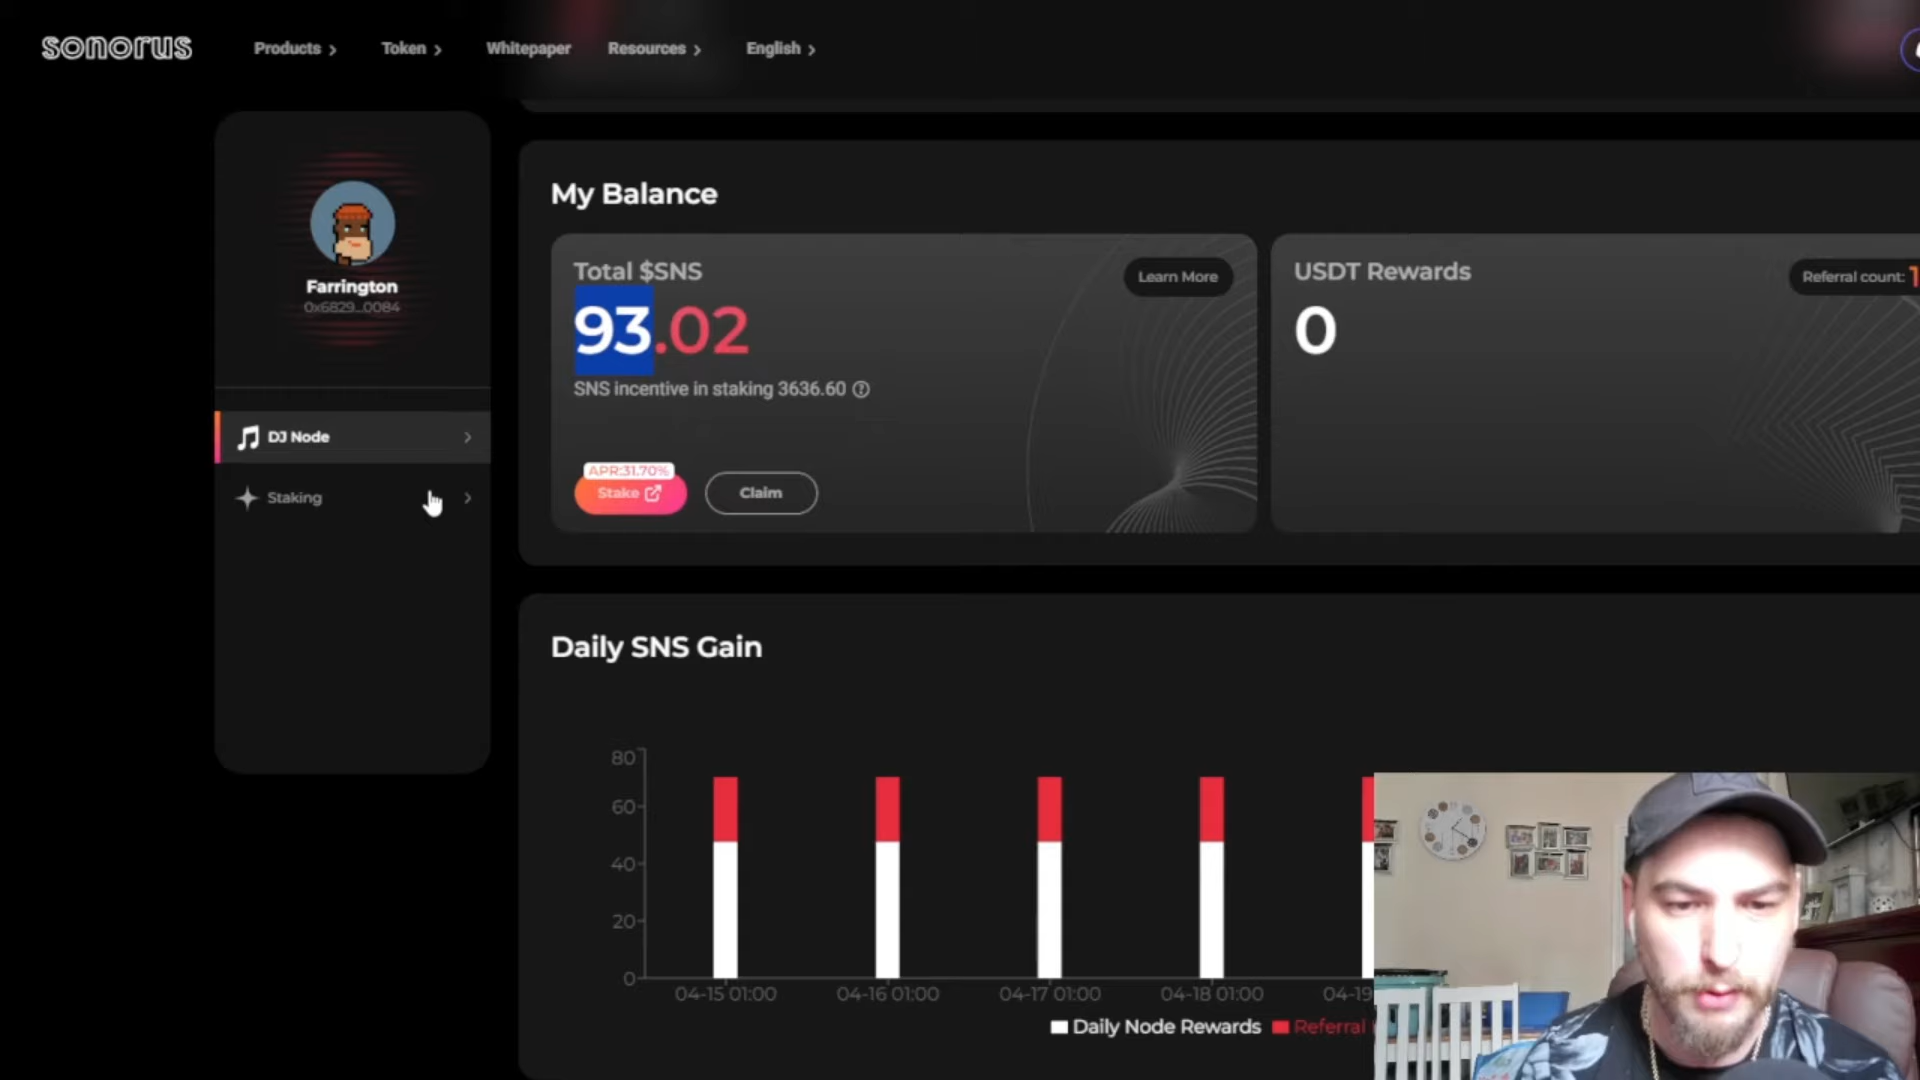 sonorus
Products
Token
Whitepaper
Resources
English
Farrington
0x6829...0084
DJ Node
Staking
My Balance
Total $SNS
Learn More
93.02
SNS incentive in staking 3636.60
APR:31.70%
Stake
Claim
USDT Rewards
Referral count: 1
0
Daily SNS Gain
80
60
40
20
0
04-15 01:00
04-16 01:00
04-17 01:00
04-18 01:00
04-19
Daily Node Rewards
Referral